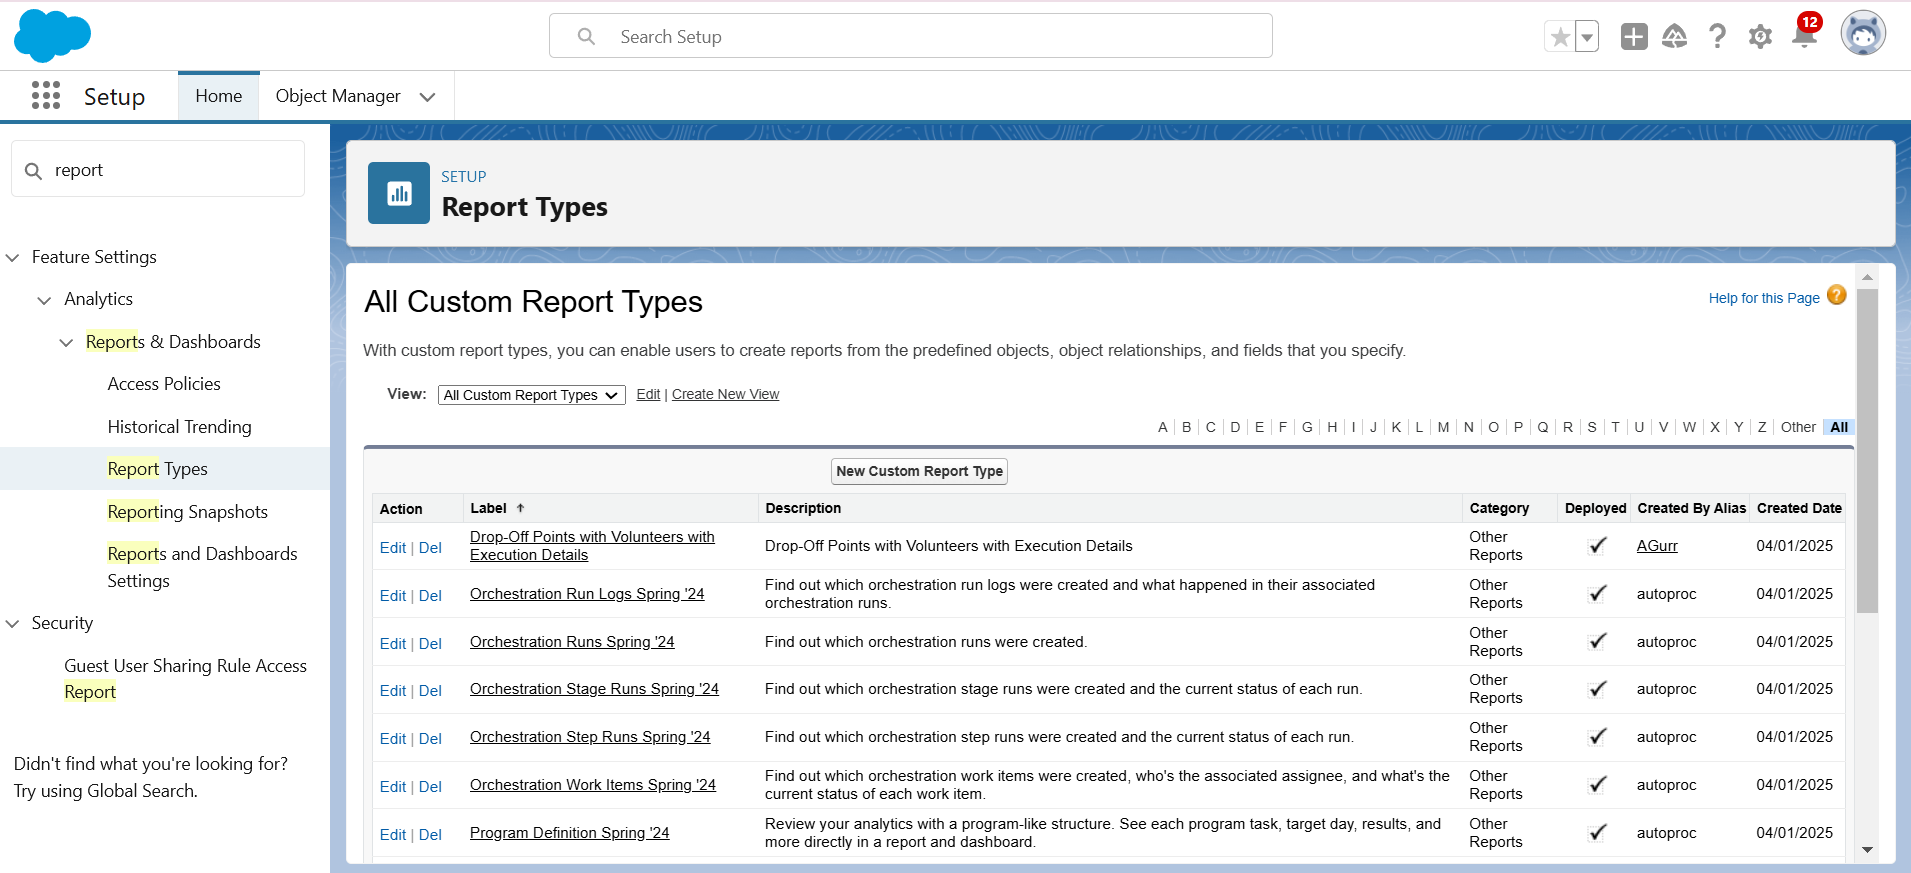 Search Setup
12
Setup
Home
Object Manager
report
Feature Settings
Analytics
Reports & Dashboards
Access Policies
Historical Trending
Report Types
Reporting Snapshots
Reports and Dashboards
Settings
Security
Guest User Sharing Rule Access
Report
Didn't find what you're looking for?
Try using Global Search.
SETUP
Report Types
All Custom Report Types
Help for this Page
With custom report types, you can enable users to create reports from the predefined objects, object relationships, and fields that you specify.
View: All Custom Report Types Edit | Create New View
A | B | C | D | E | F | G | H | I | J | K | L | M | N | O | P | Q | R | S | T | U | V | W | X | Y | Z | Other | All
New Custom Report Type
Action Label Description Category Deployed Created By Alias Created Date
Edit | Del Drop-Off Points with Volunteers with Execution Details Drop-Off Points with Volunteers with Execution Details Other Reports AGurr 04/01/2025
Edit | Del Orchestration Run Logs Spring '24 Find out which orchestration run logs were created and what happened in their associated orchestration runs. Other Reports autoproc 04/01/2025
Edit | Del Orchestration Runs Spring '24 Find out which orchestration runs were created. Other Reports autoproc 04/01/2025
Edit | Del Orchestration Stage Runs Spring '24 Find out which orchestration stage runs were created and the current status of each run. Other Reports autoproc 04/01/2025
Edit | Del Orchestration Step Runs Spring '24 Find out which orchestration step runs were created and the current status of each run. Other Reports autoproc 04/01/2025
Edit | Del Orchestration Work Items Spring '24 Find out which orchestration work items were created, who's the associated assignee, and what's the current status of each work item. Other Reports autoproc 04/01/2025
Edit | Del Program Definition Spring '24 Review your analytics with a program-like structure. See each program task, target day, results, and more directly in a report and dashboard. Other Reports autoproc 04/01/2025